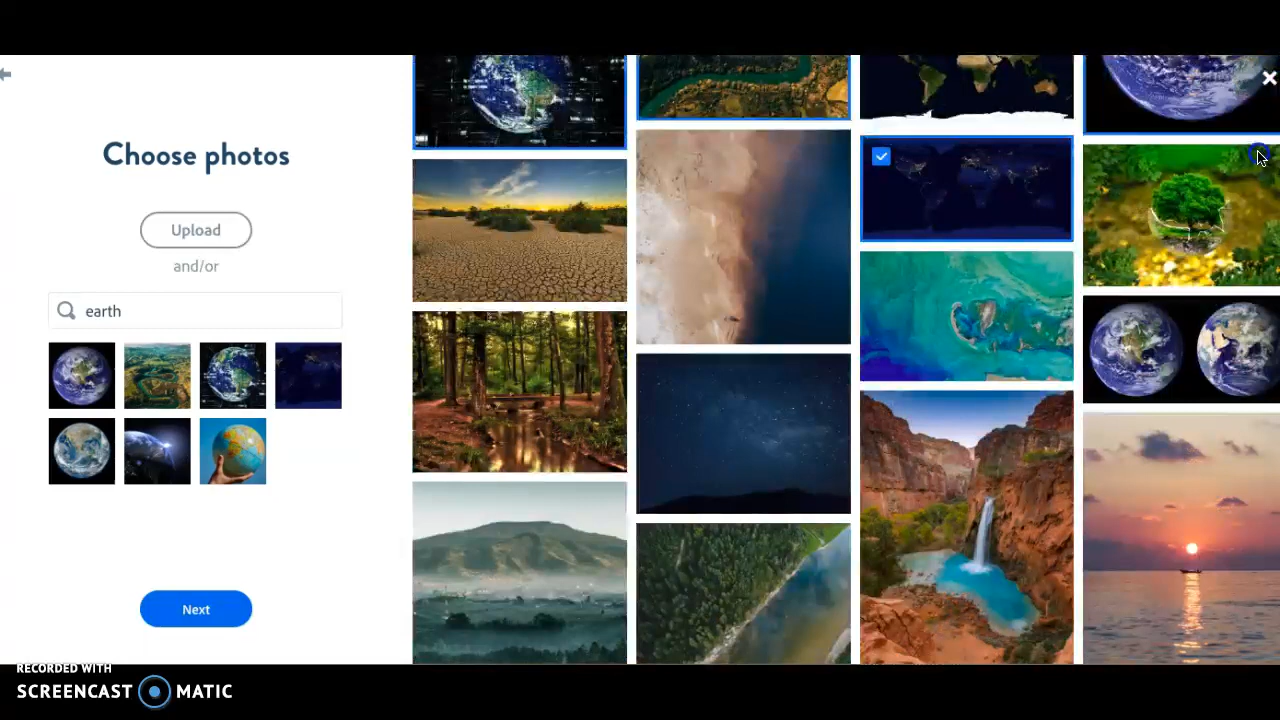 Choose photos
Upload
and/or
earth
Next
RECORDED WITH
SCREENCAST MATIC